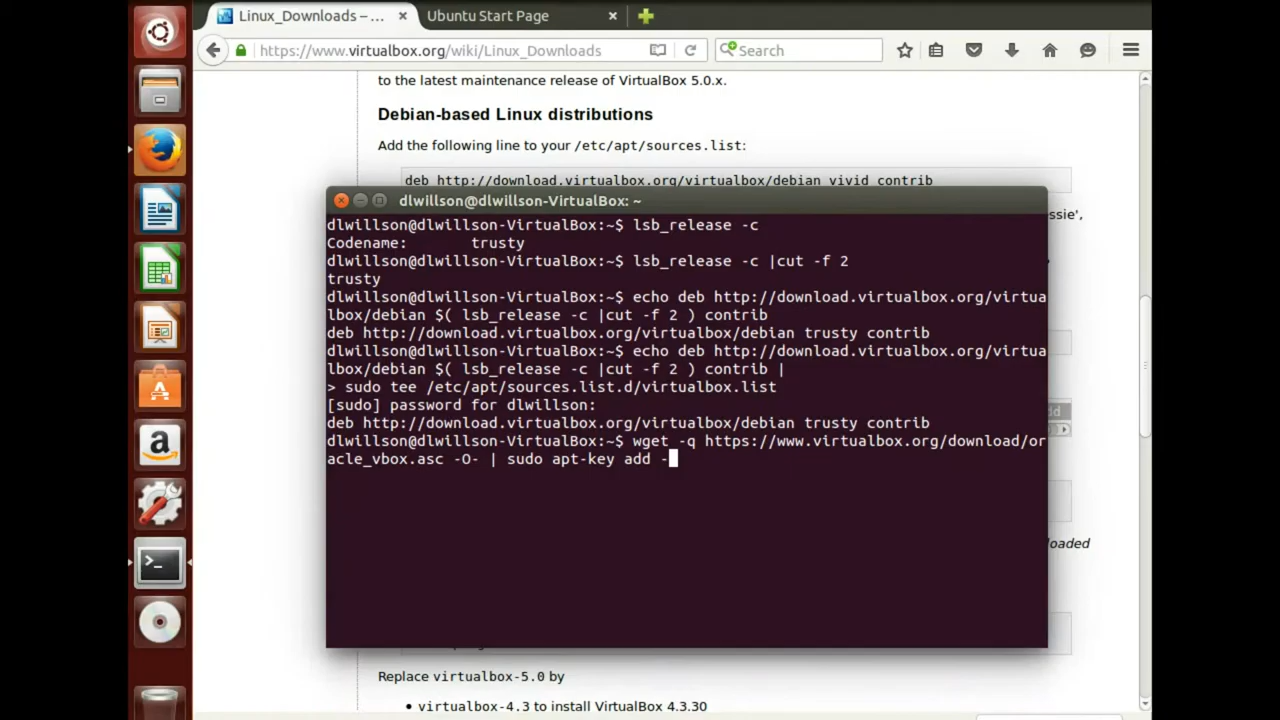 Linux_Downloads – ...
Ubuntu Start Page
https://www.virtualbox.org/wiki/Linux_Downloads
Search
to the latest maintenance release of VirtualBox 5.0.x.
Debian-based Linux distributions
Add the following line to your /etc/apt/sources.list:
deb http://download.virtualbox.org/virtualbox/debian vivid contrib
dlwillson@dlwillson-VirtualBox: ~
dlwillson@dlwillson-VirtualBox:~$ lsb_release -c
Codename: trusty
dlwillson@dlwillson-VirtualBox:~$ lsb_release -c |cut -f 2
trusty
dlwillson@dlwillson-VirtualBox:~$ echo deb http://download.virtualbox.org/virtua
lbox/debian $( lsb_release -c |cut -f 2 ) contrib
deb http://download.virtualbox.org/virtualbox/debian trusty contrib
dlwillson@dlwillson-VirtualBox:~$ echo deb http://download.virtualbox.org/virtua
lbox/debian $( lsb_release -c |cut -f 2 ) contrib |
> sudo tee /etc/apt/sources.list.d/virtualbox.list
[sudo] password for dlwillson:
deb http://download.virtualbox.org/virtualbox/debian trusty contrib
dlwillson@dlwillson-VirtualBox:~$ wget -q https://www.virtualbox.org/download/or
acle_vbox.asc -O- | sudo apt-key add -
Replace virtualbox-5.0 by
• virtualbox-4.3 to install VirtualBox 4.3.30